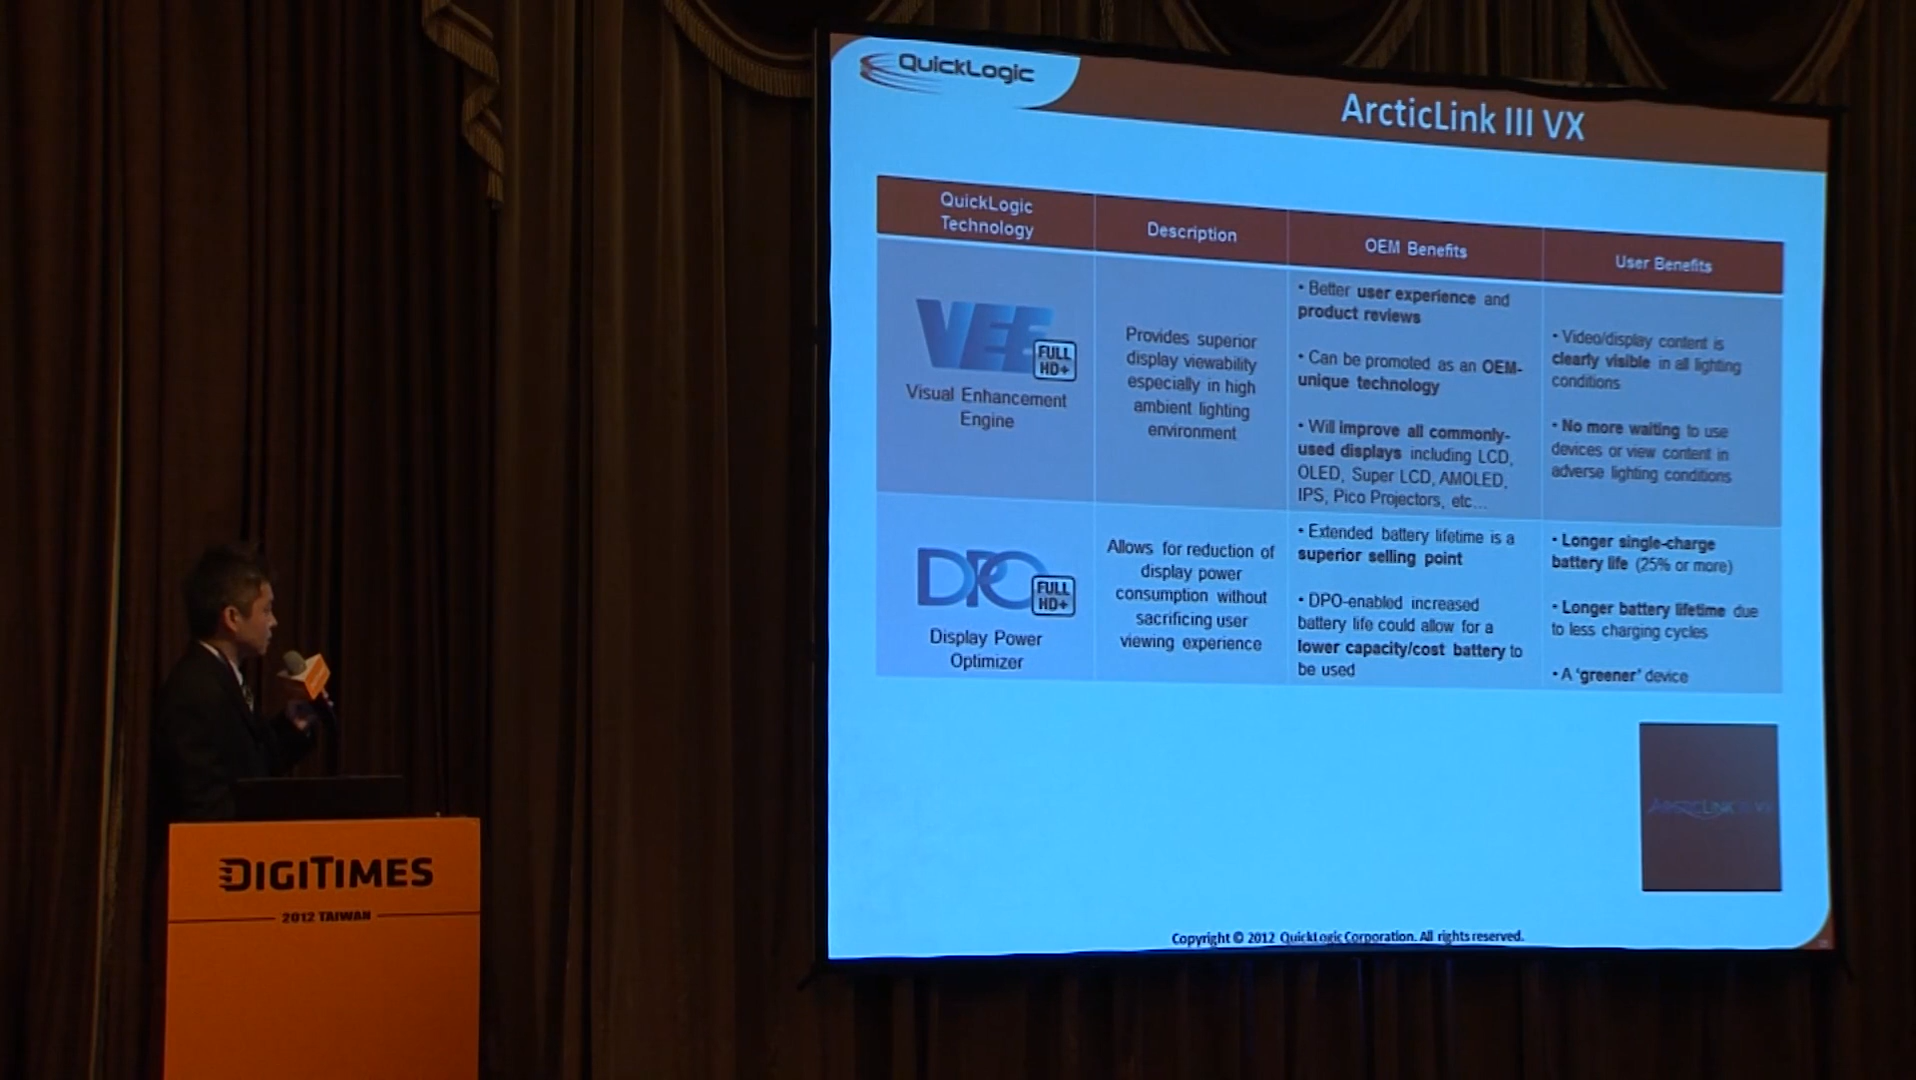 QuickLogic
ArcticLink III VX
QuickLogic
Technology
Description
OEM Benefits
User Benefits
VEE
FULL
HD+
Visual Enhancement
Engine
Provides superior
display viewability
especially in high
ambient lighting
environment
• Better user experience and
product reviews
• Can be promoted as an OEM-
unique technology
• Will improve all commonly-
used displays including LCD,
OLED, Super LCD, AMOLED,
IPS, Pico Projectors, etc...
• Video/display content is
clearly visible in all lighting
conditions
• No more waiting to use
devices or view content in
adverse lighting conditions
DPO
FULL
HD+
Display Power
Optimizer
Allows for reduction of
display power
consumption without
sacrificing user
viewing experience
• Extended battery lifetime is a
superior selling point
• DPO-enabled increased
battery life could allow for a
lower capacity/cost battery to
be used
• Longer single-charge
battery life (25% or more)
• Longer battery lifetime due
to less charging cycles
• A 'greener' device
ArcticLink III VX
Copyright © 2012 QuickLogic Corporation. All rights reserved.
DIGITIMES
2012 TAIWAN